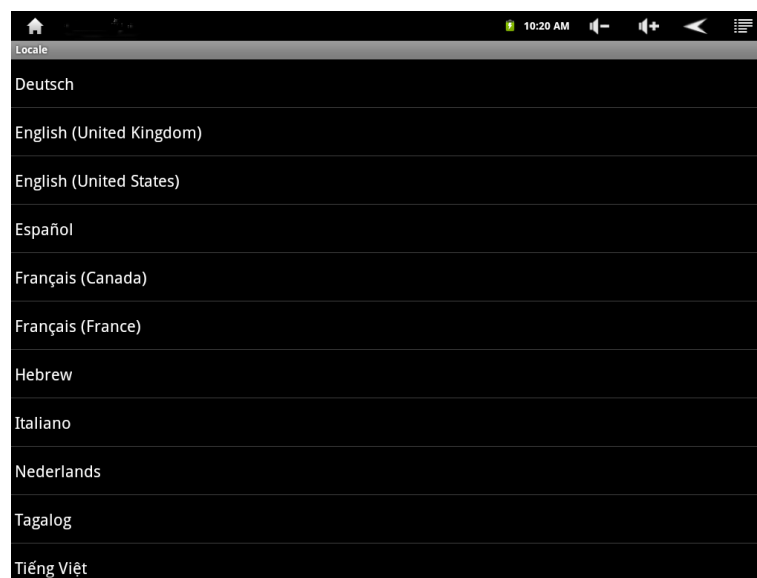 10:20 AM
Locale
Deutsch
English (United Kingdom)
English (United States)
Español
Français (Canada)
Français (France)
Hebrew
Italiano
Nederlands
Tagalog
Tiếng Việt